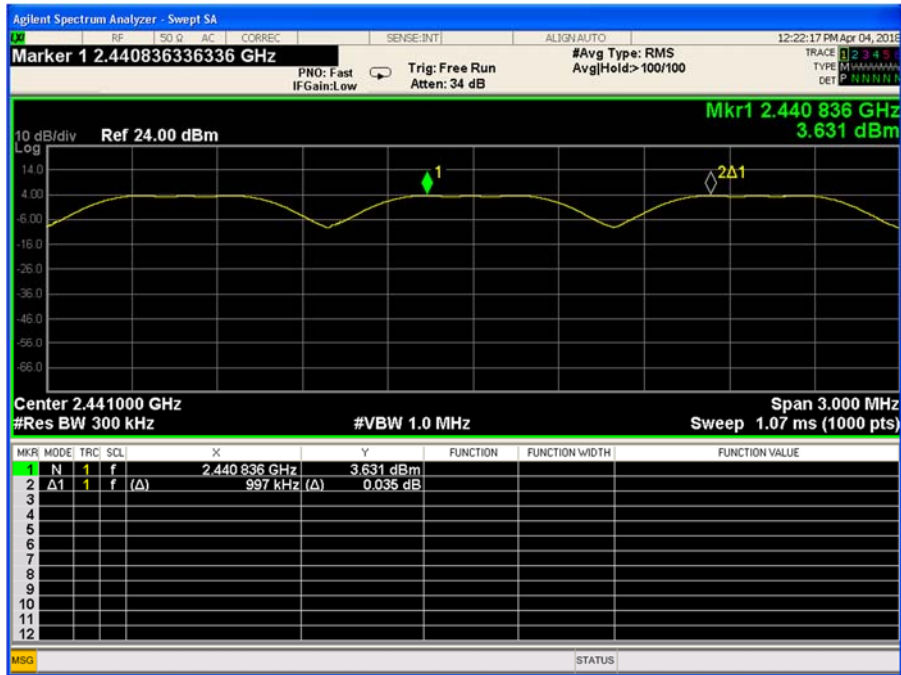 Agilent Spectrum Analyzer - Swept SA
RF 50 Ω AC CORREC SENSE:INT ALIGN AUTO 12:22:17 PM Apr 04, 2018
Marker 1 2.440836336336 GHz #Avg Type: RMS TRACE 1 2 3 4 5
PNO: Fast Trig: Free Run Avg|Hold:>100/100 TYPE M
IFGain:Low Atten: 34 dB DET P N N N N N
Mkr1 2.440 836 GHz
10 dB/div Ref 24.00 dBm 3.631 dBm
Log
14.0
1
2Δ1
4.00
-6.00
-16.0
-26.0
-36.0
-46.0
-56.0
-66.0
Center 2.441000 GHz Span 3.000 MHz
#Res BW 300 kHz #VBW 1.0 MHz Sweep 1.07 ms (1000 pts)
MKR MODE TRC SCL X Y FUNCTION FUNCTION WIDTH FUNCTION VALUE
1 N 1 f 2.440 836 GHz 3.631 dBm
2 Δ1 1 f (Δ) 997 kHz (Δ) 0.035 dB
3
4
5
6
7
8
9
10
11
12
MSG STATUS